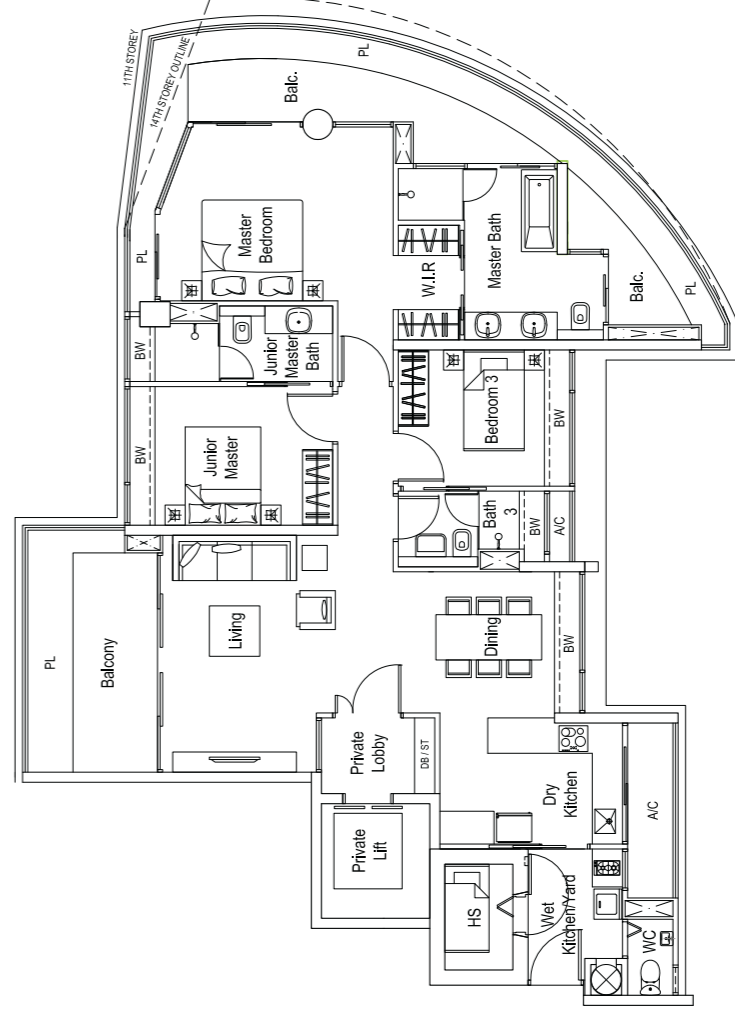 11TH STOREY
14TH STOREY OUTLINE
PL
Balc.
PL
Master
Bedroom
W.I.R
Master Bath
Balc.
PL
BW
Junior
Master
Bath
BW
Junior
Master
Bedroom 3
BW
Bath
3
BW
A/C
PL
Balcony
Living
Dining
BW
Private
Lobby
DB / ST
Dry
Kitchen
A/C
Private
Lift
HS
Wet
Kitchen/Yard
WC